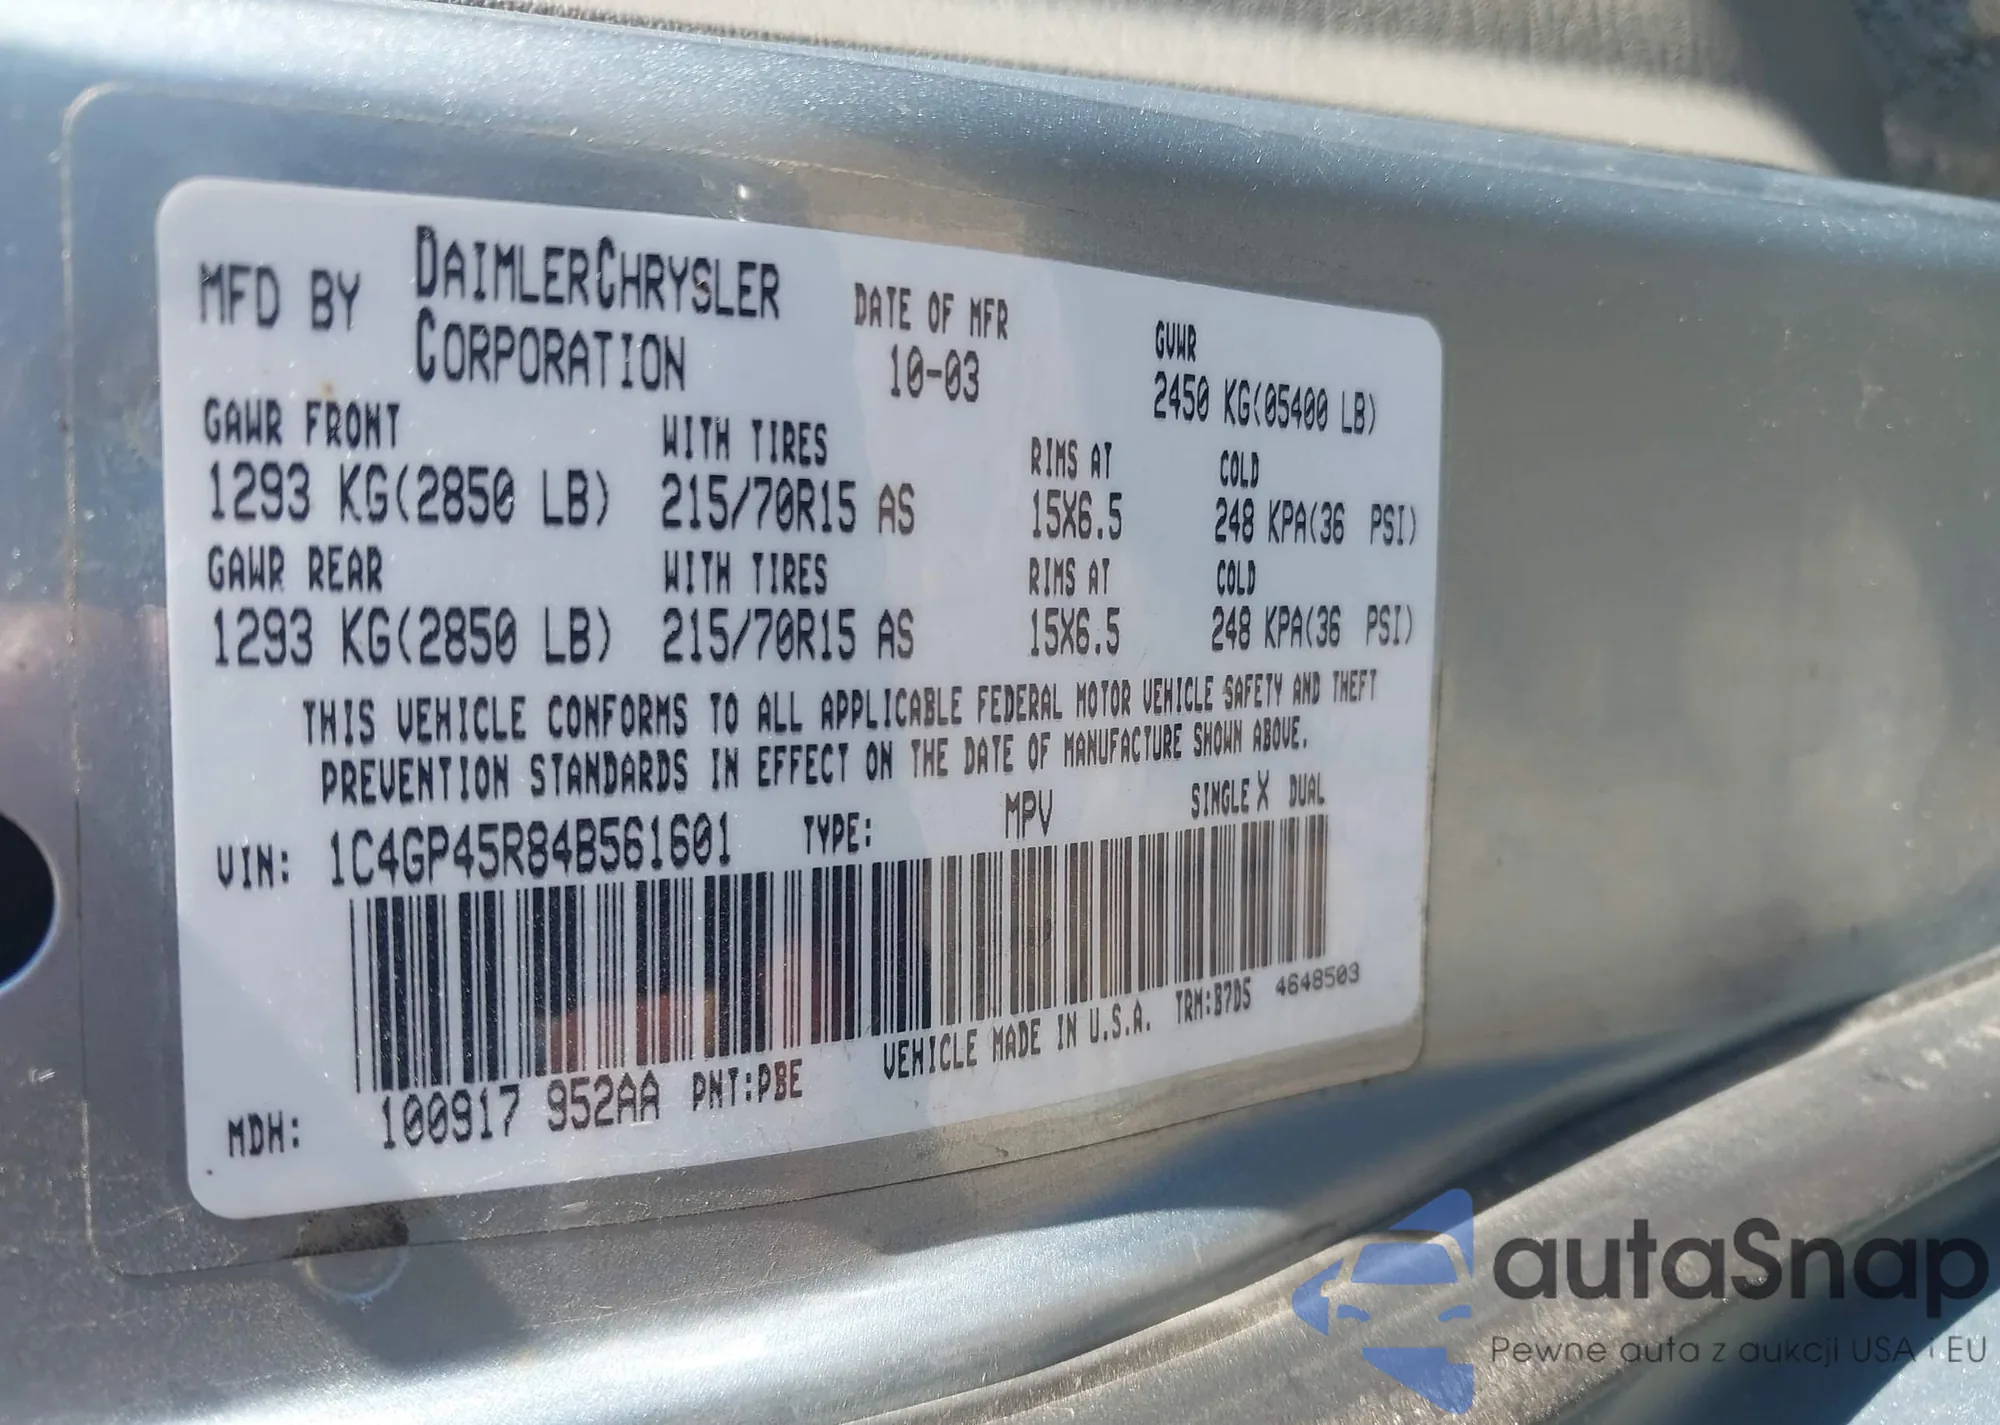 MFD BY DAIMLERCHRYSLER CORPORATION
DATE OF MFR
10-03
GVWR
2450 KG(05400 LB)
GAWR FRONT WITH TIRES RIMS AT COLD
1293 KG(2850 LB) 215/70R15 AS 15X6.5 248 KPA(36 PSI)
GAWR REAR WITH TIRES RIMS AT COLD
1293 KG(2850 LB) 215/70R15 AS 15X6.5 248 KPA(36 PSI)
THIS VEHICLE CONFORMS TO ALL APPLICABLE FEDERAL MOTOR VEHICLE SAFETY AND THEFT
PREVENTION STANDARDS IN EFFECT ON THE DATE OF MANUFACTURE SHOWN ABOVE.
VIN: 1C4GP45R84B561601 TYPE: MPV SINGLE X DUAL
MDH: 100917 952AA PNT:PBE VEHICLE MADE IN U.S.A. TRM:B7D5 4648503
autaSnap
Pewne auta z aukcji USA i EU